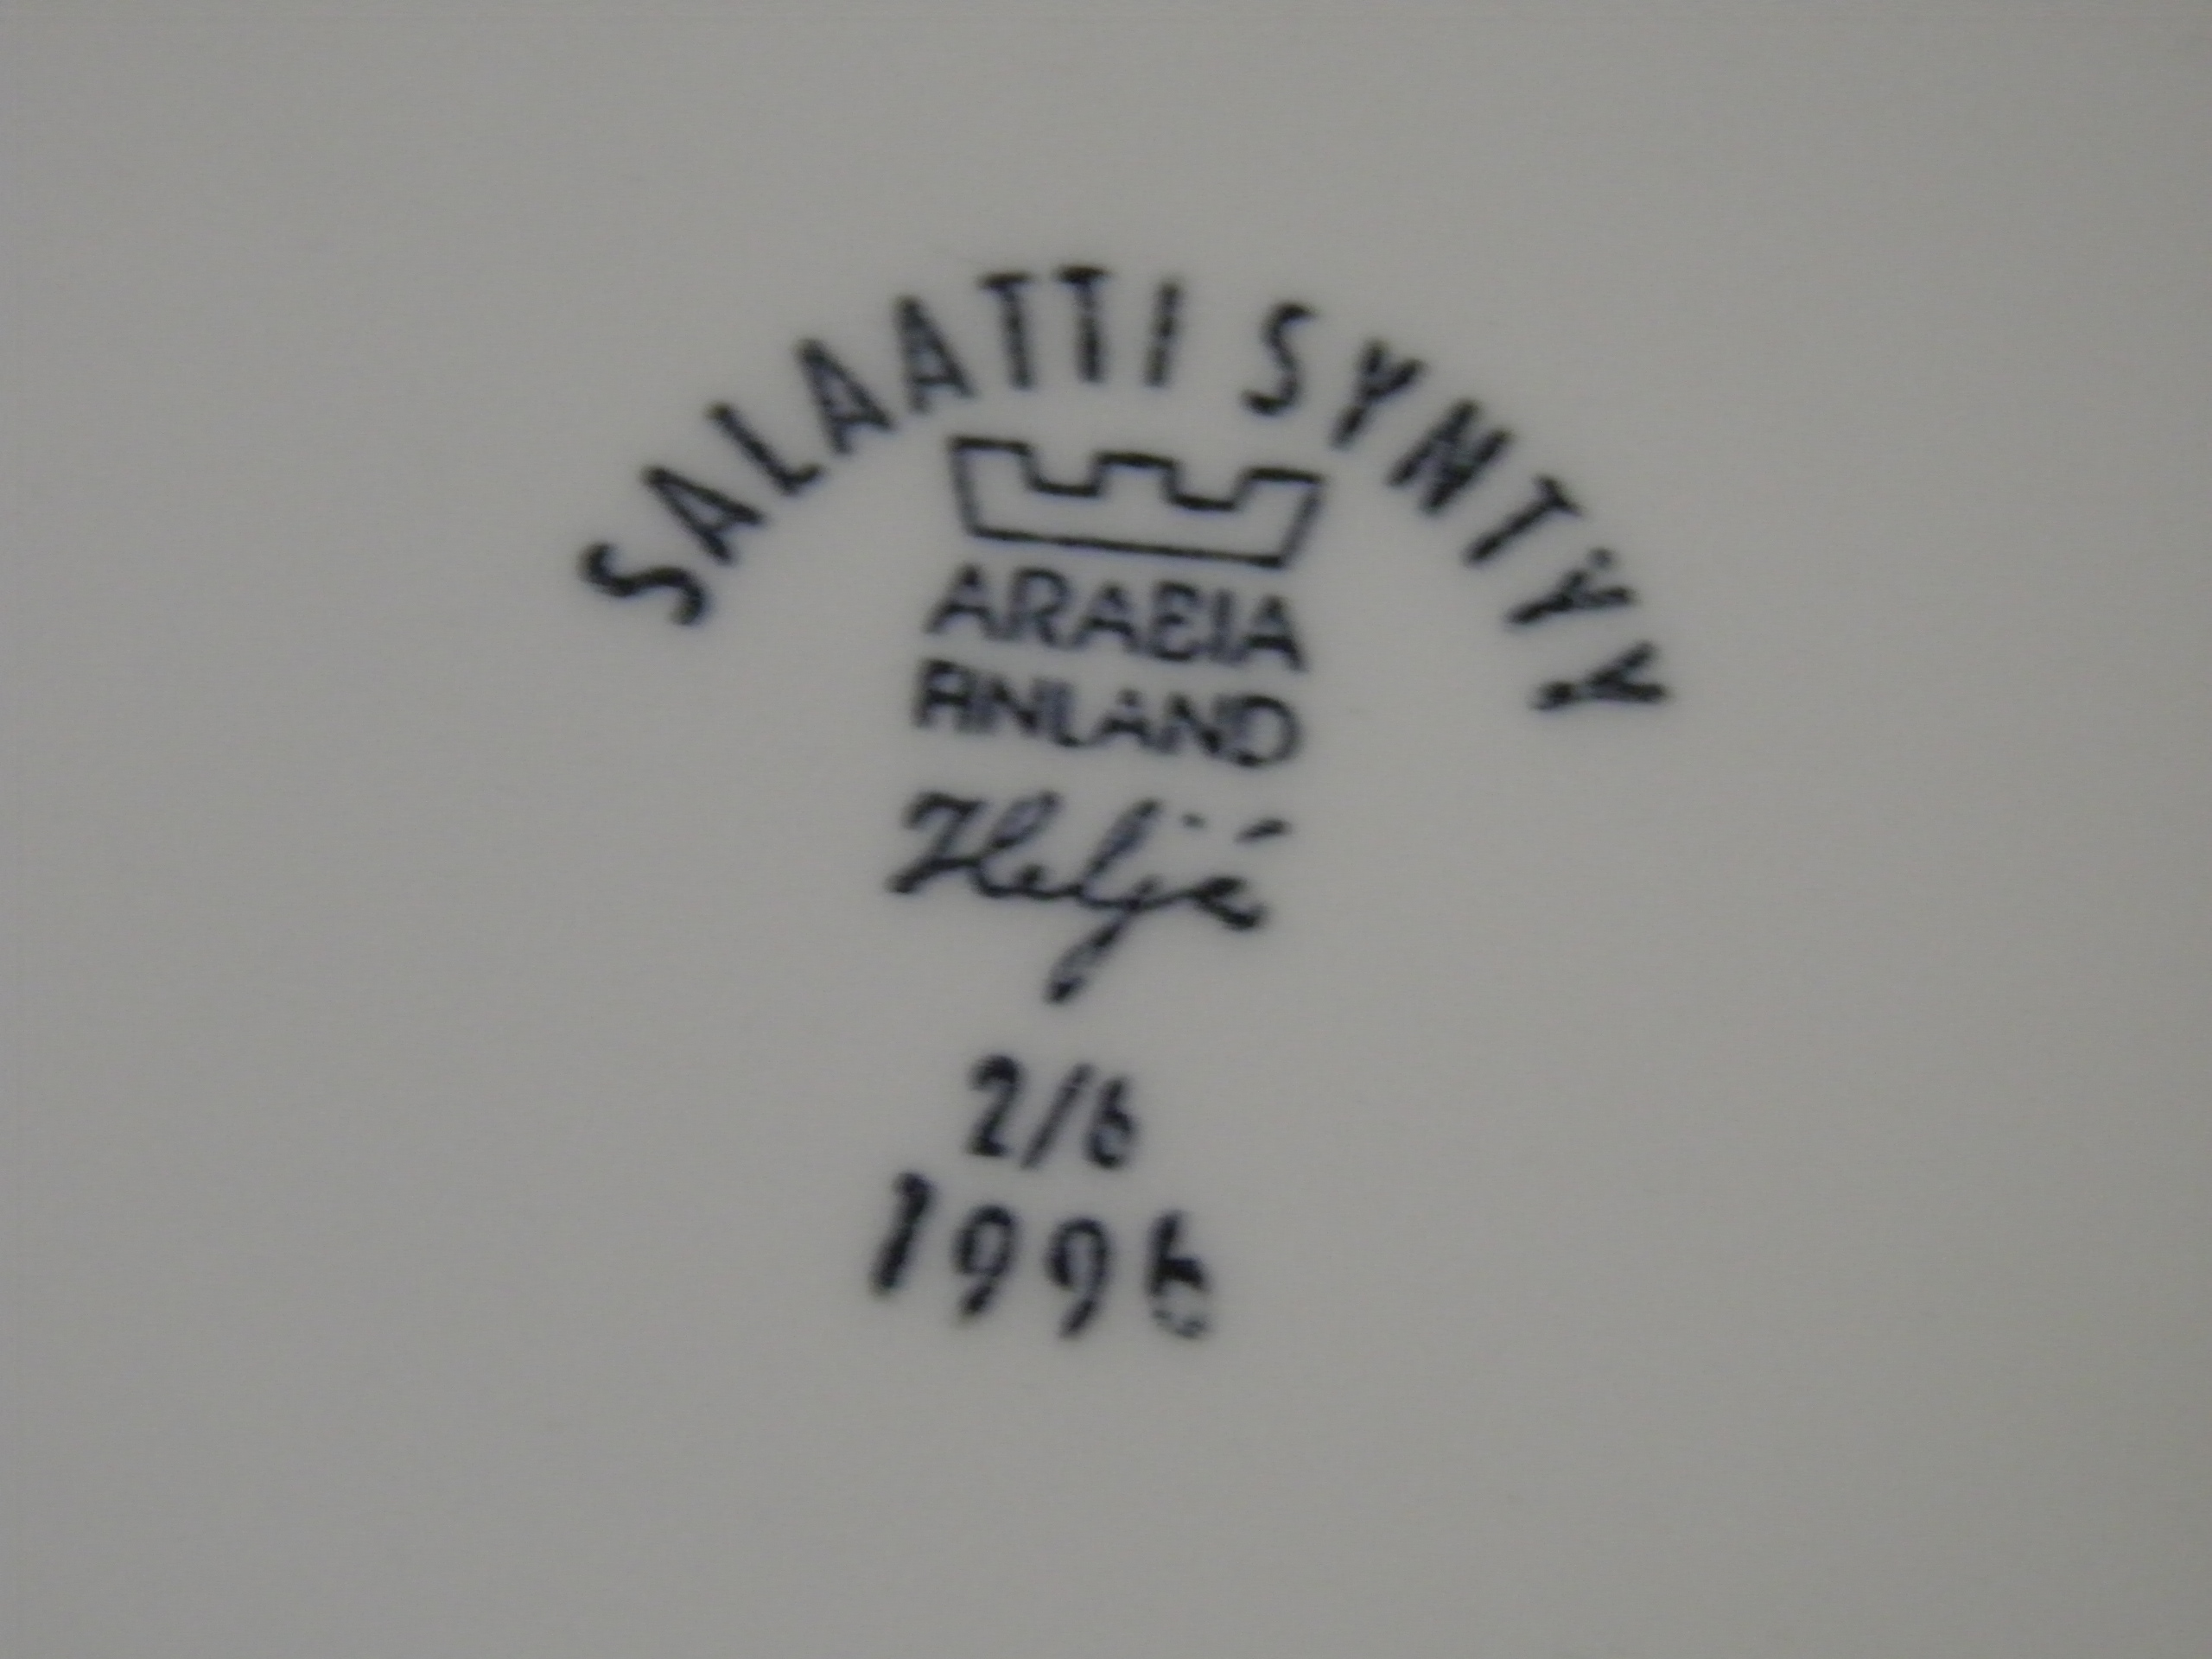 SALAATTI SYNTYY
ARABIA
FINLAND
Heljä
2/6
1996